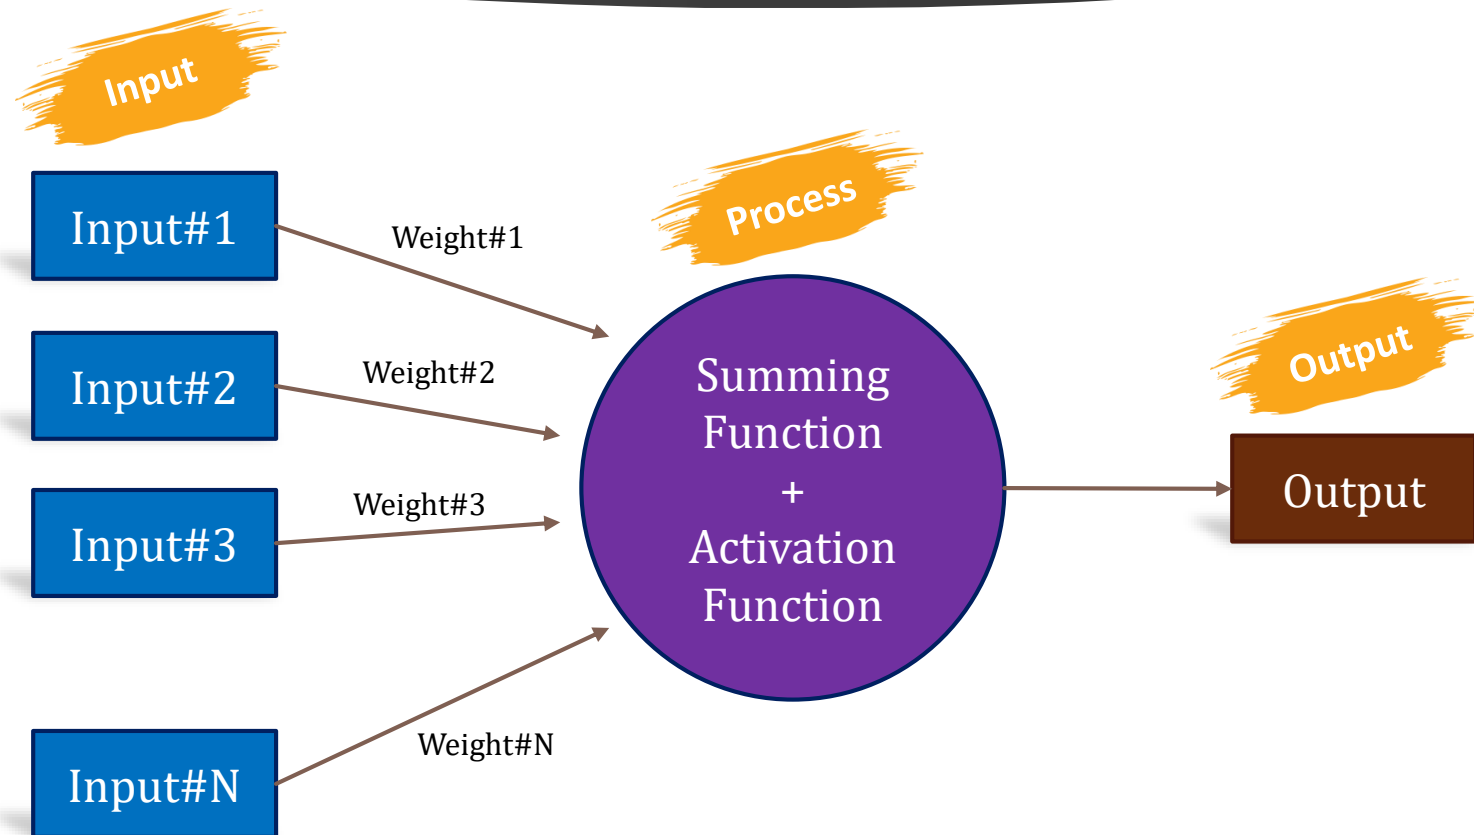 Input
Input#1
Weight#1
Input#2
Weight#2
Input#3
Weight#3
Input#N
Weight#N
Process
Summing
Function
+
Activation
Function
Output
Output